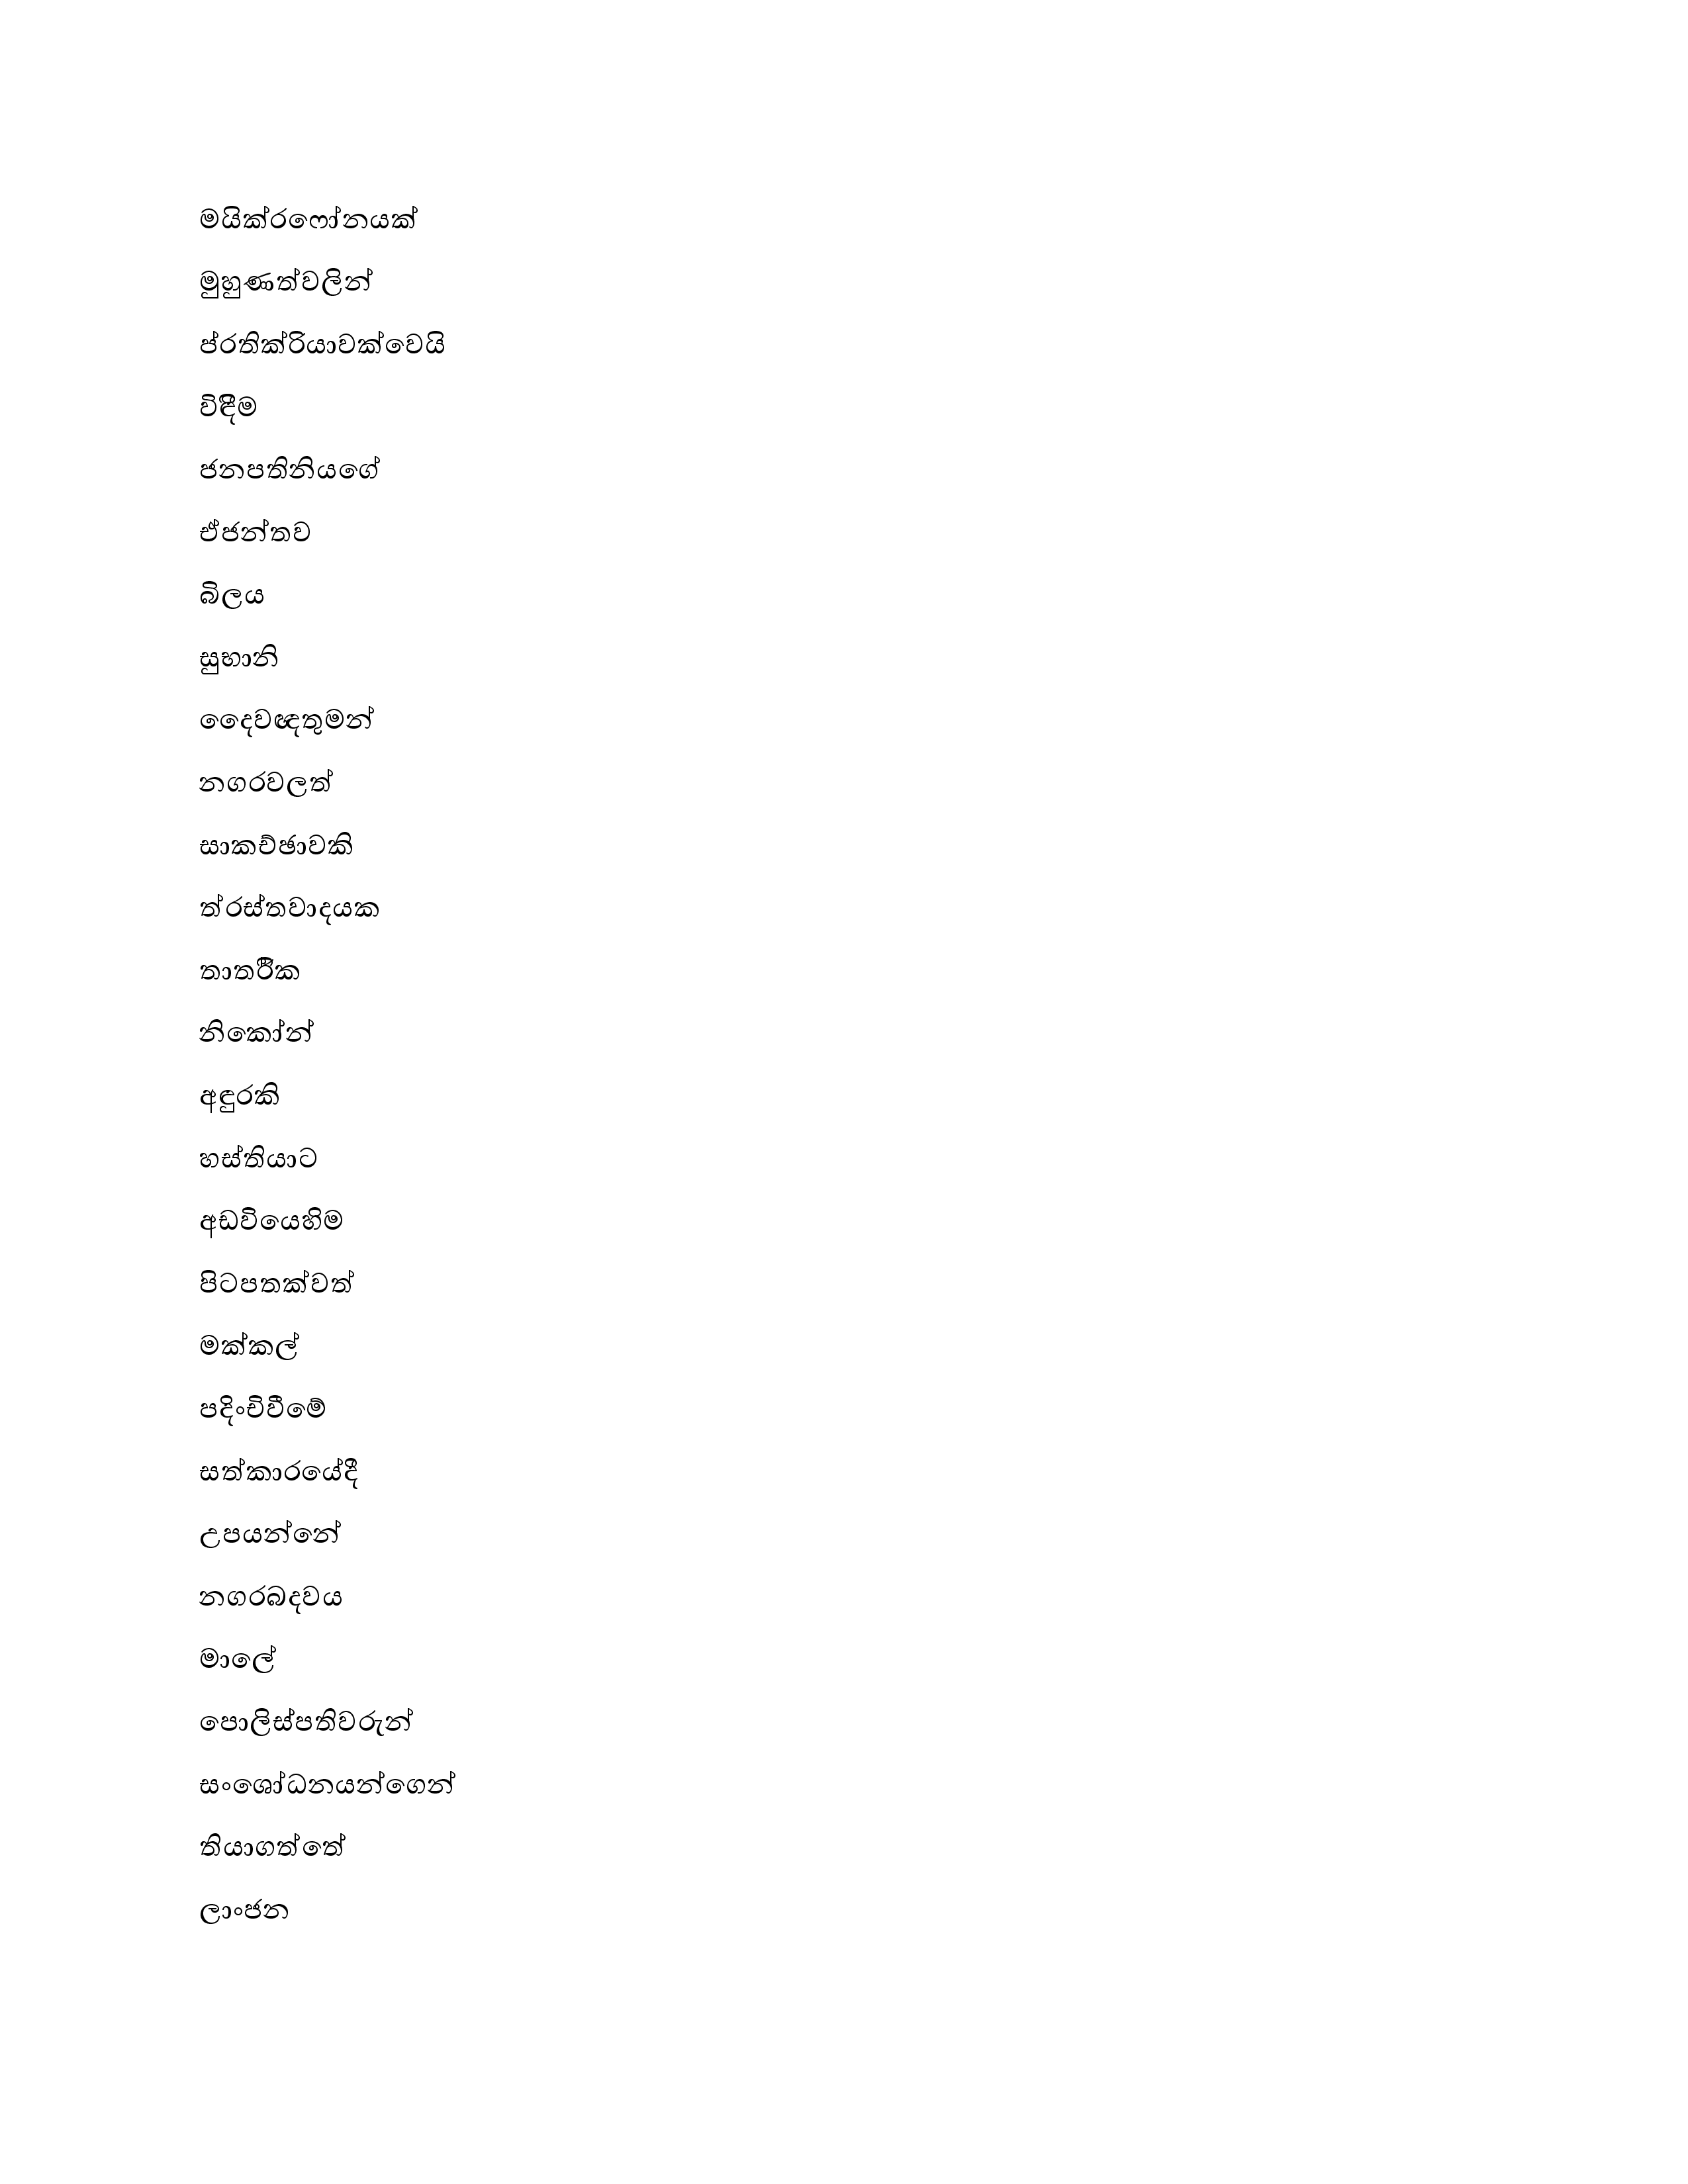 මයික්රෆෝනයක්
මුහුණත්වලින්
ප්රතික්රියාවක්වෙයි
විඳීිම
ජනපතිනියගේ
ඒජන්තව
බිලය
සුභානි
දෛවඥතුමන්
නගරවලත්
සාකච්ඡාවකි
ත්රස්තවාදයක
තාතරිීක
නිකෝන්
අඳුරකි
හස්තියාට
අඩවියෙහිම
පිටපතක්වත්
මක්කල්
පදිංචිවීමේ
සත්කාරයේදී
උපයන්නේ
නගරබදවය
මාලේ
පොලිස්පතිවරුන්
සංශෝධනයන්ගෙන්
තියාගත්තේ
ලාංජන